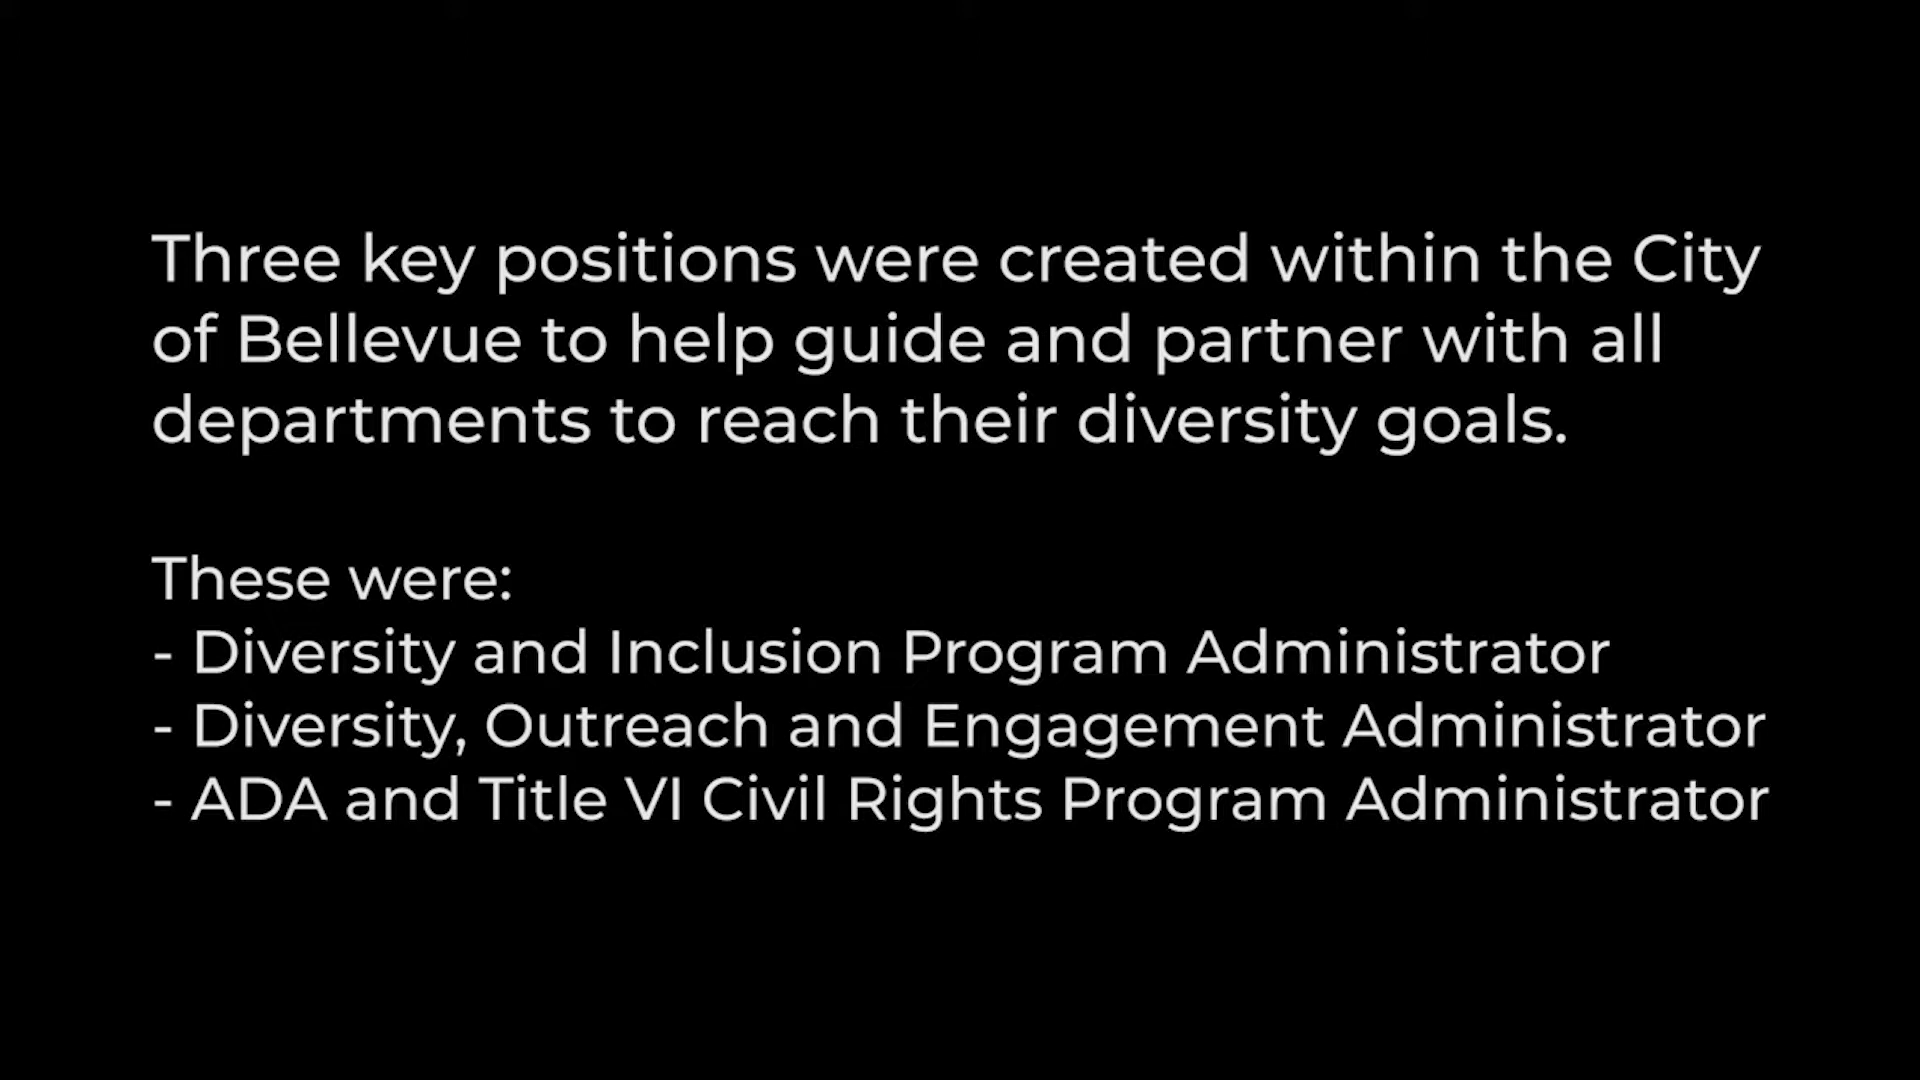 Three key positions were created within the City
of Bellevue to help guide and partner with all
departments to reach their diversity goals.
These were:
- Diversity and Inclusion Program Administrator
- Diversity, Outreach and Engagement Administrator
- ADA and Title VI Civil Rights Program Administrator